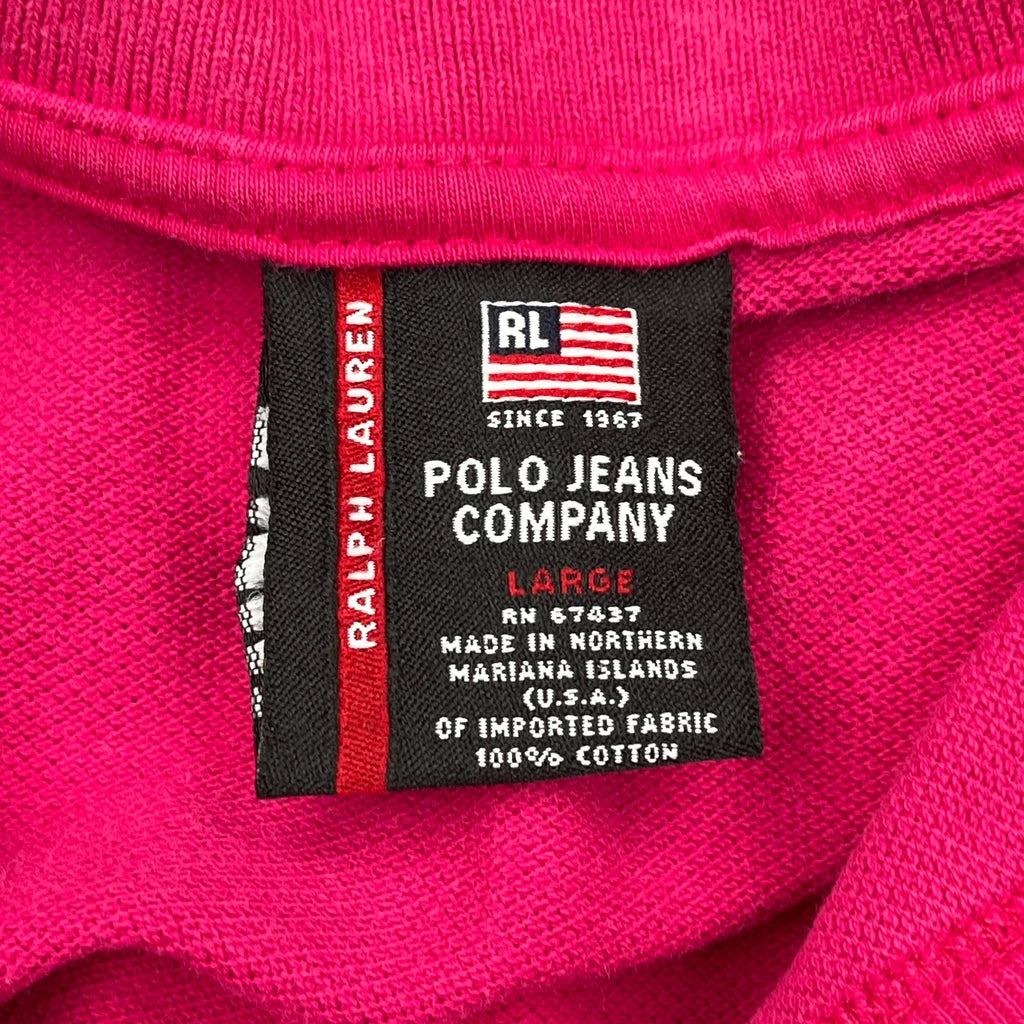 RALPH LAUREN
RL
SINCE 1967
POLO JEANS
COMPANY
LARGE
RN 67437
MADE IN NORTHERN
MARIANA ISLANDS
(U.S.A.)
OF IMPORTED FABRIC
100% COTTON